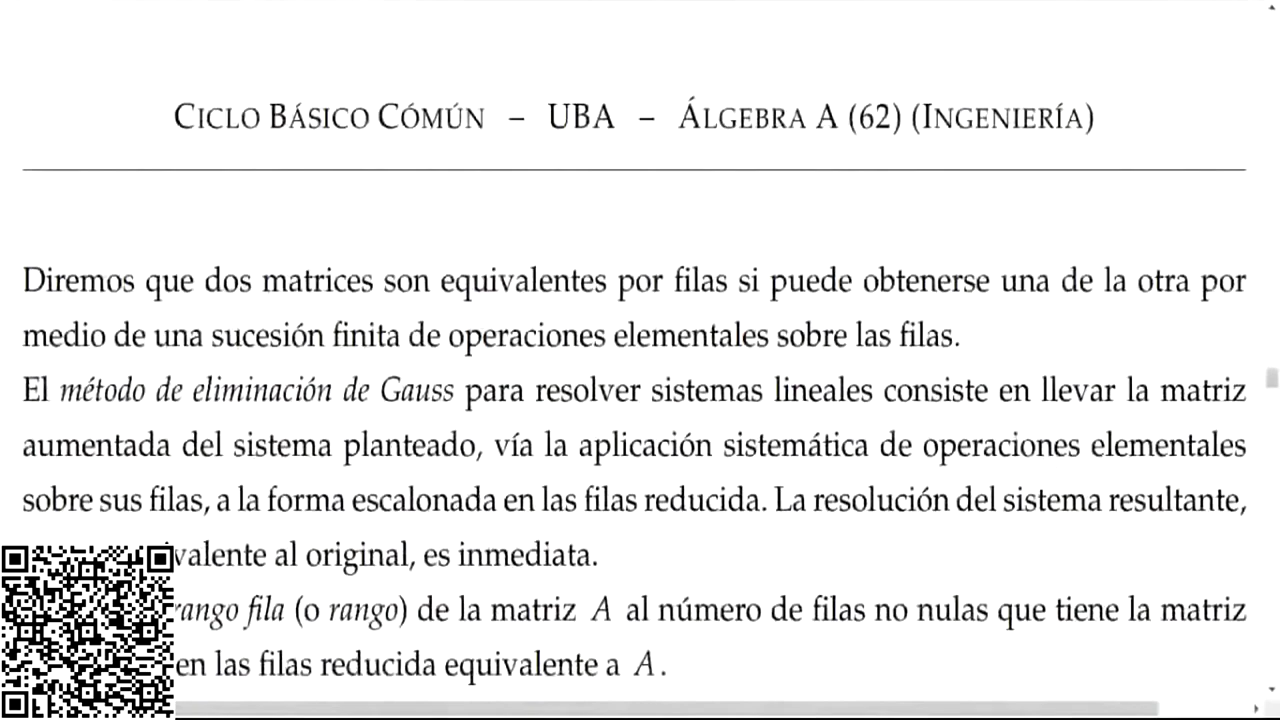 CICLO BÁSICO CÓMÚN – UBA – ÁLGEBRA A (62) (INGENIERÍA)
Diremos que dos matrices son equivalentes por filas si puede obtenerse una de la otra por
medio de una sucesión finita de operaciones elementales sobre las filas.
El método de eliminación de Gauss para resolver sistemas lineales consiste en llevar la matriz
aumentada del sistema planteado, vía la aplicación sistemática de operaciones elementales
sobre sus filas, a la forma escalonada en las filas reducida. La resolución del sistema resultante,
valente al original, es inmediata.
rango fila (o rango) de la matriz A al número de filas no nulas que tiene la matriz
en las filas reducida equivalente a A.